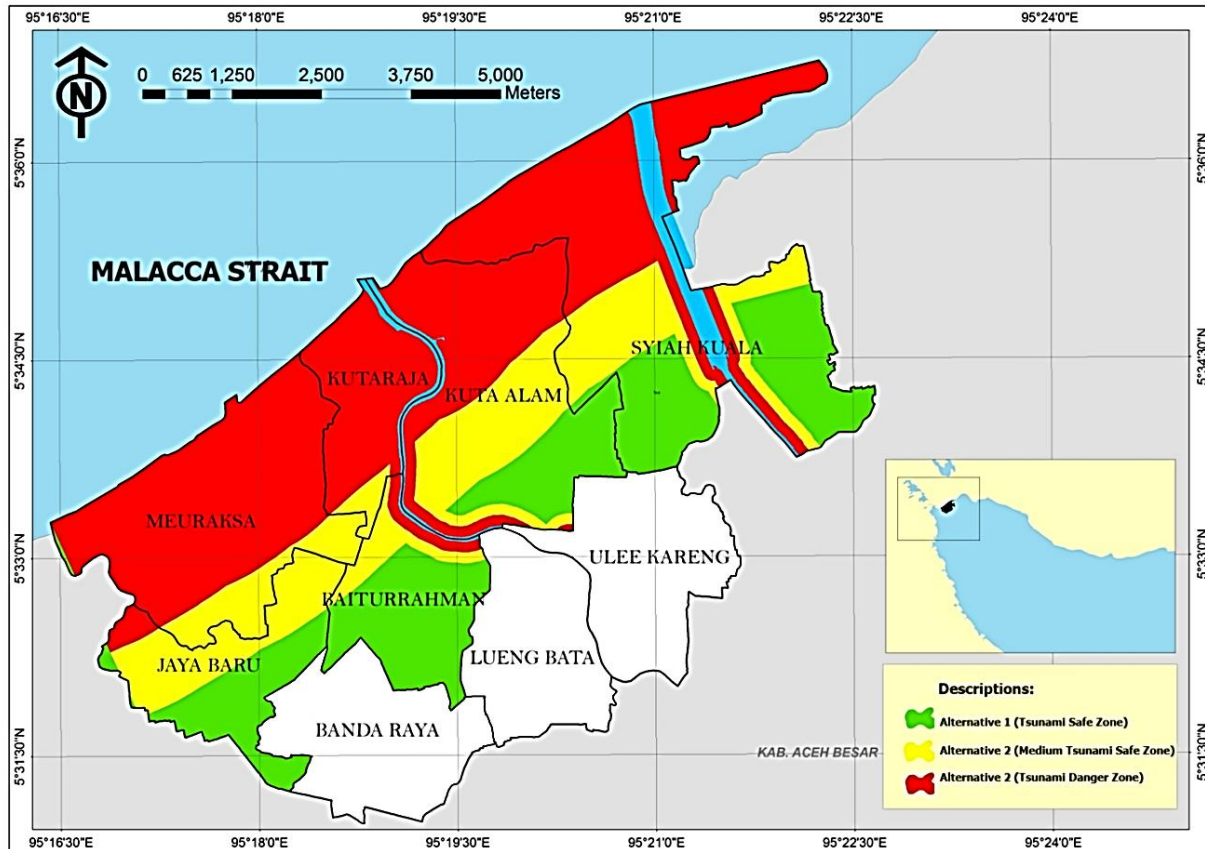 95°16'30"E 95°18'0"E 95°19'30"E 95°21'0"E 95°22'30"E 95°24'0"E
N
0 625 1,250 2,500 3,750 5,000
Meters
5°36'0"N 5°36'0"N
MALACCA STRAIT
5°34'30"N 5°34'30"N
SYIAH KUALA
KUTARAJA
KUTA ALAM
MEURAKSA
5°33'0"N 5°33'0"N
ULEE KARENG
BAITURRAHMAN
LUENG BATA
JAYA BARU
BANDA RAYA
5°31'30"N 5°31'30"N
KAB. ACEH BESAR
Descriptions:
Alternative 1 (Tsunami Safe Zone)
Alternative 2 (Medium Tsunami Safe Zone)
Alternative 2 (Tsunami Danger Zone)
95°16'30"E 95°18'0"E 95°19'30"E 95°21'0"E 95°22'30"E 95°24'0"E